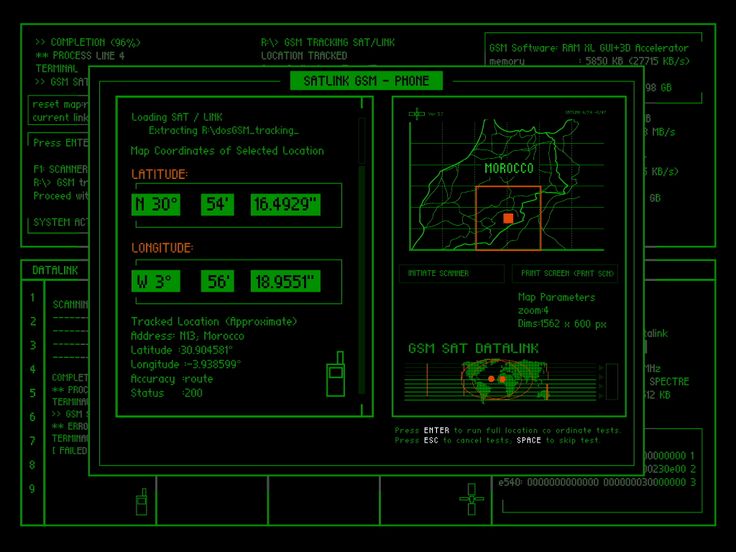 >> COMPLETION (96%)
** PROCESS LINE 4
TERMINAL
>> GSM SAT
R:\> GSM TRACKING SAT/LINK
LOCATION TRACKED
GSM Software: RAM XL GUI+3D Accelerator
memory : 5850 KB (27715 KB/s)
98 GB
B
MB/s
KB/s)
GB
reset map
current link
Press ENTE
F1: SCANNER
R:\> GSM tr
Proceed wit
SYSTEM ACT
SATLINK GSM - PHONE
Loading SAT / LINK
Extracting R:\dosGSM_tracking_
Map Coordinates of Selected Location
LATITUDE:
N 30° 54' 16.4929"
LONGITUDE:
W 3° 56' 18.9551"
Tracked Location (Approximate)
Address: N13; Morocco
Latitude :30.904581°
Longitude :-3.938599°
Accuracy :route
Status :200
MOROCCO
INITIATE SCANNER
PRINT SCREEN (PRNT SCN)
Map Parameters
zoom:4
Dims:1562 x 600 px
GSM SAT DATALINK
Press ENTER to run full location co ordinate tests.
Press ESC to cancel tests, SPACE to skip test.
DATALINK
1
2
3
4
5
6
7
8
9
SCANNIN
COMPLET
** PROC
TERMINA
>> GSM S
** ERRO
TERMINA
[ FAILED
talink
MHz
SPECTRE
512 KB
00000000 1
00230e00 2
e540: 0000000000000 000000030000000 3